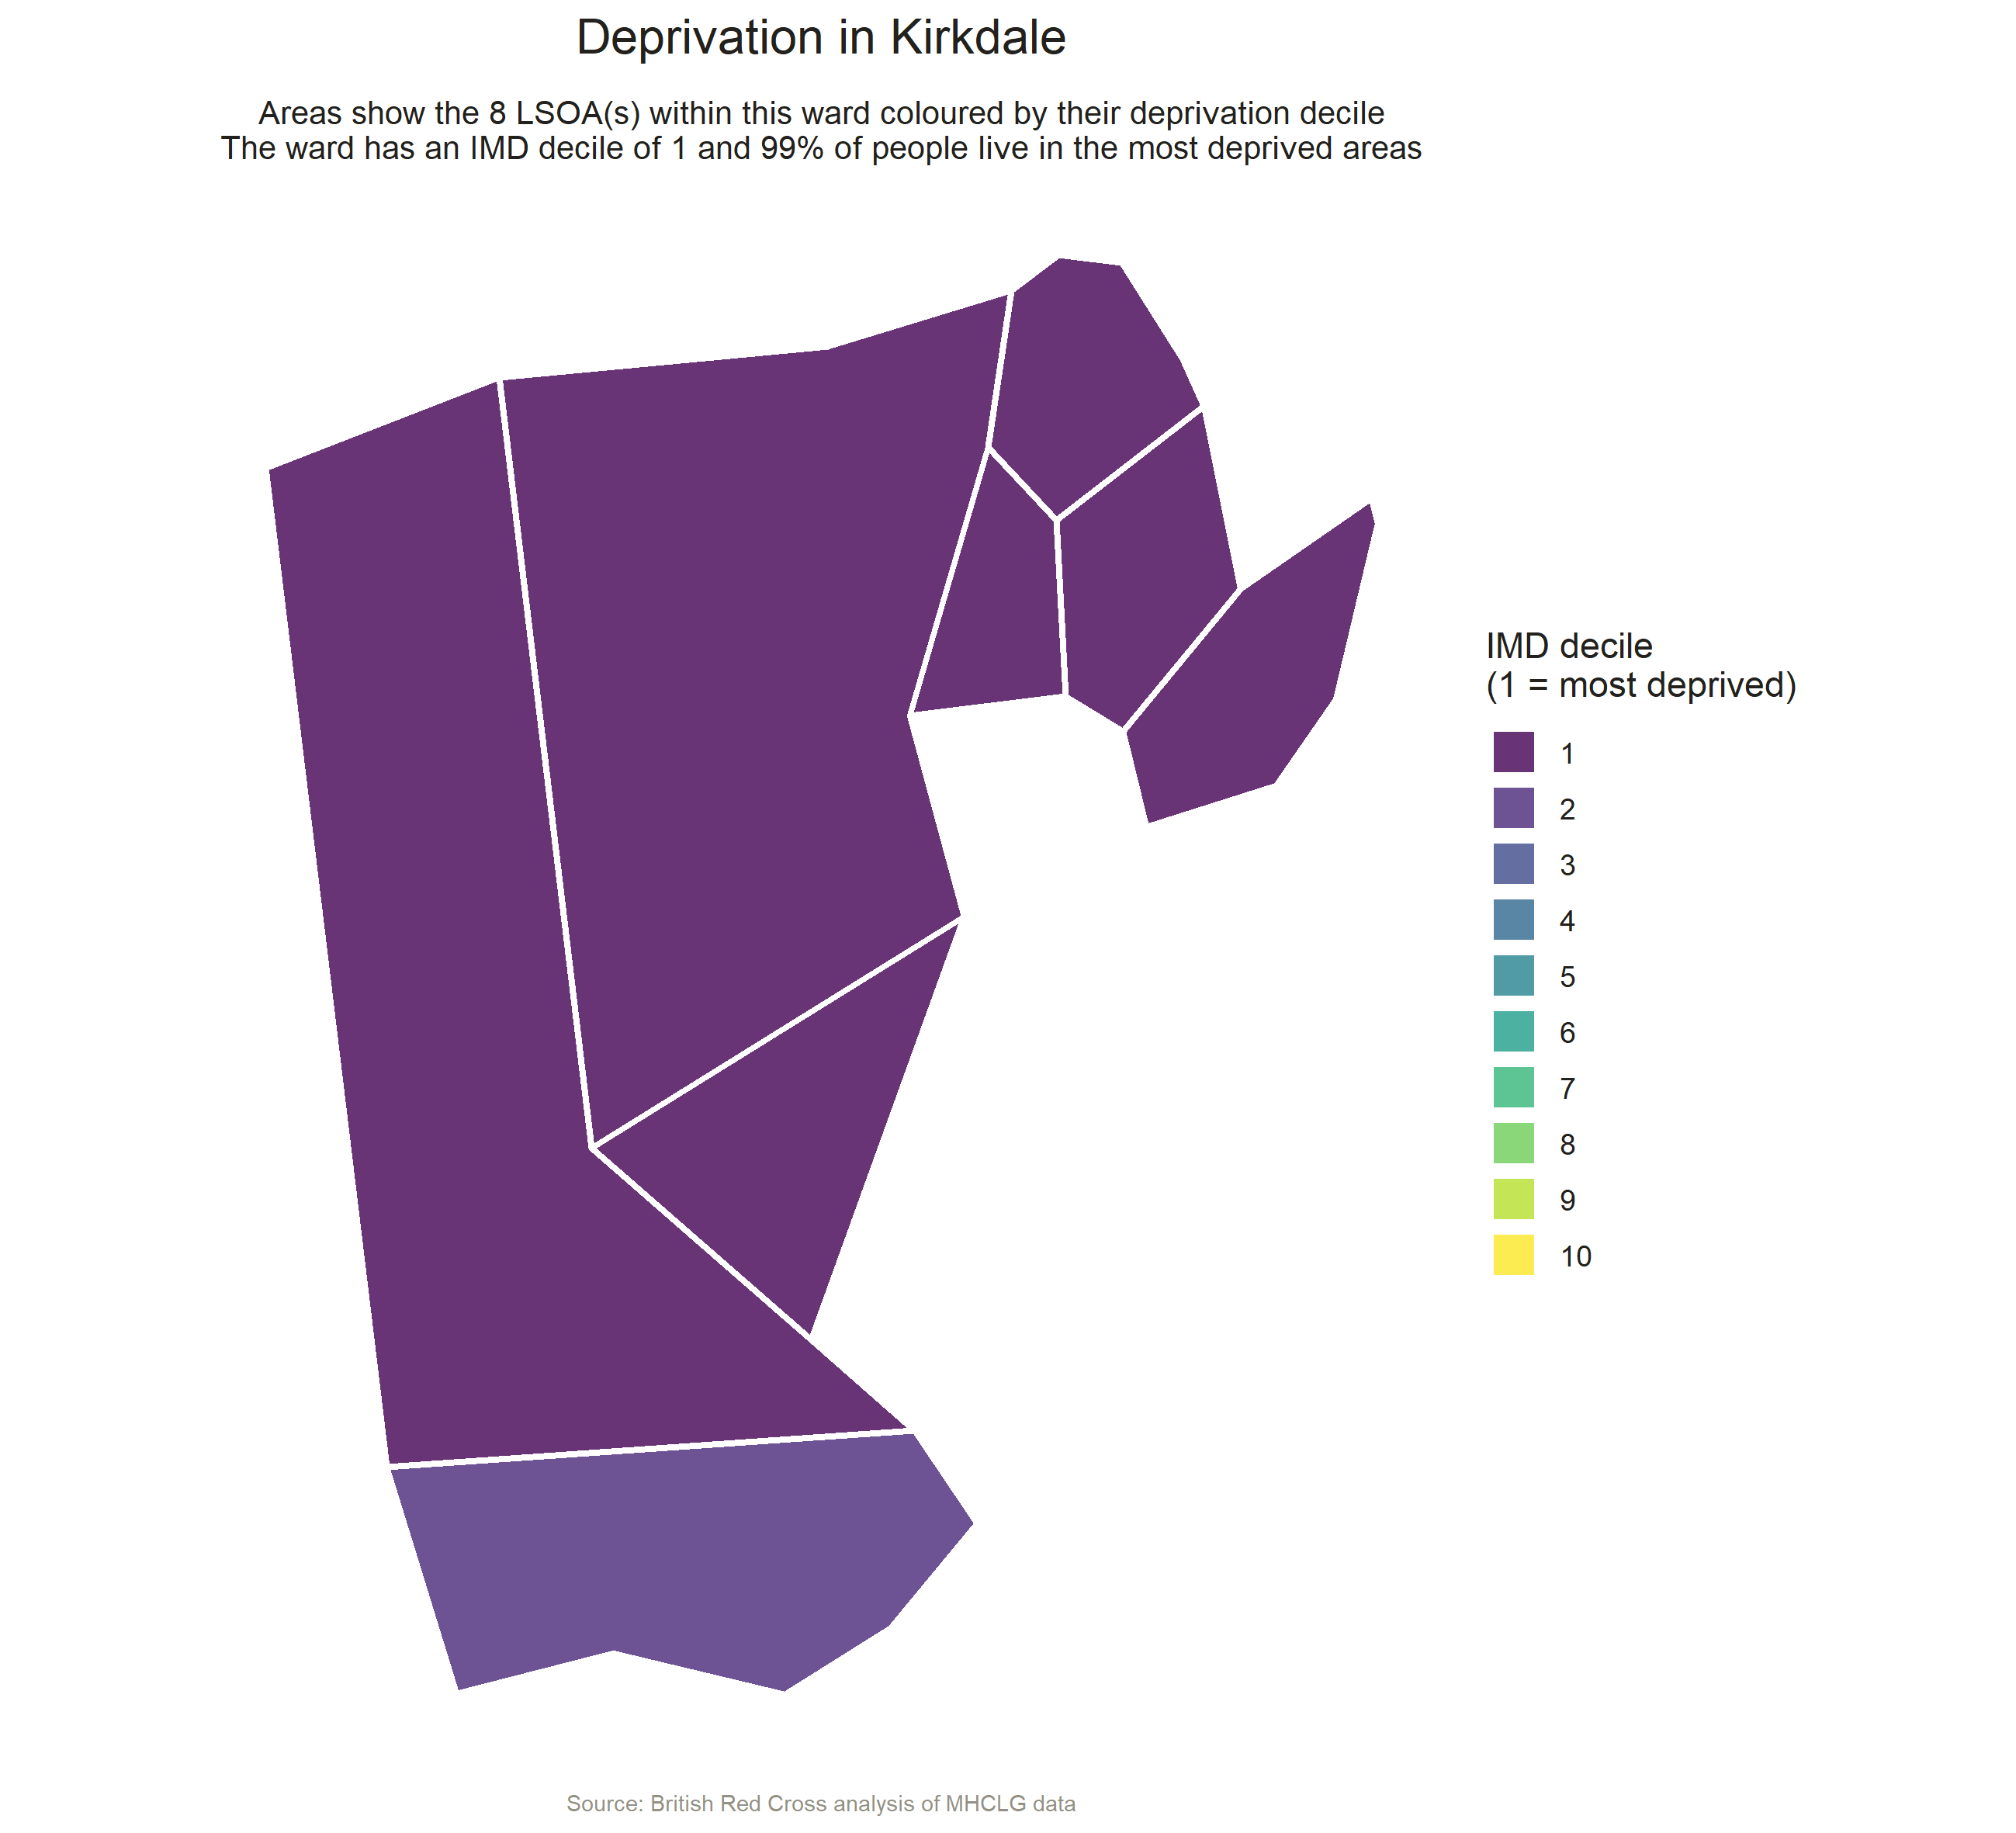 Deprivation in Kirkdale
Areas show the 8 LSOA(s) within this ward coloured by their deprivation decile
The ward has an IMD decile of 1 and 99% of people live in the most deprived areas
IMD decile
(1 = most deprived)
1
2
3
4
5
6
7
8
9
10
Source: British Red Cross analysis of MHCLG data